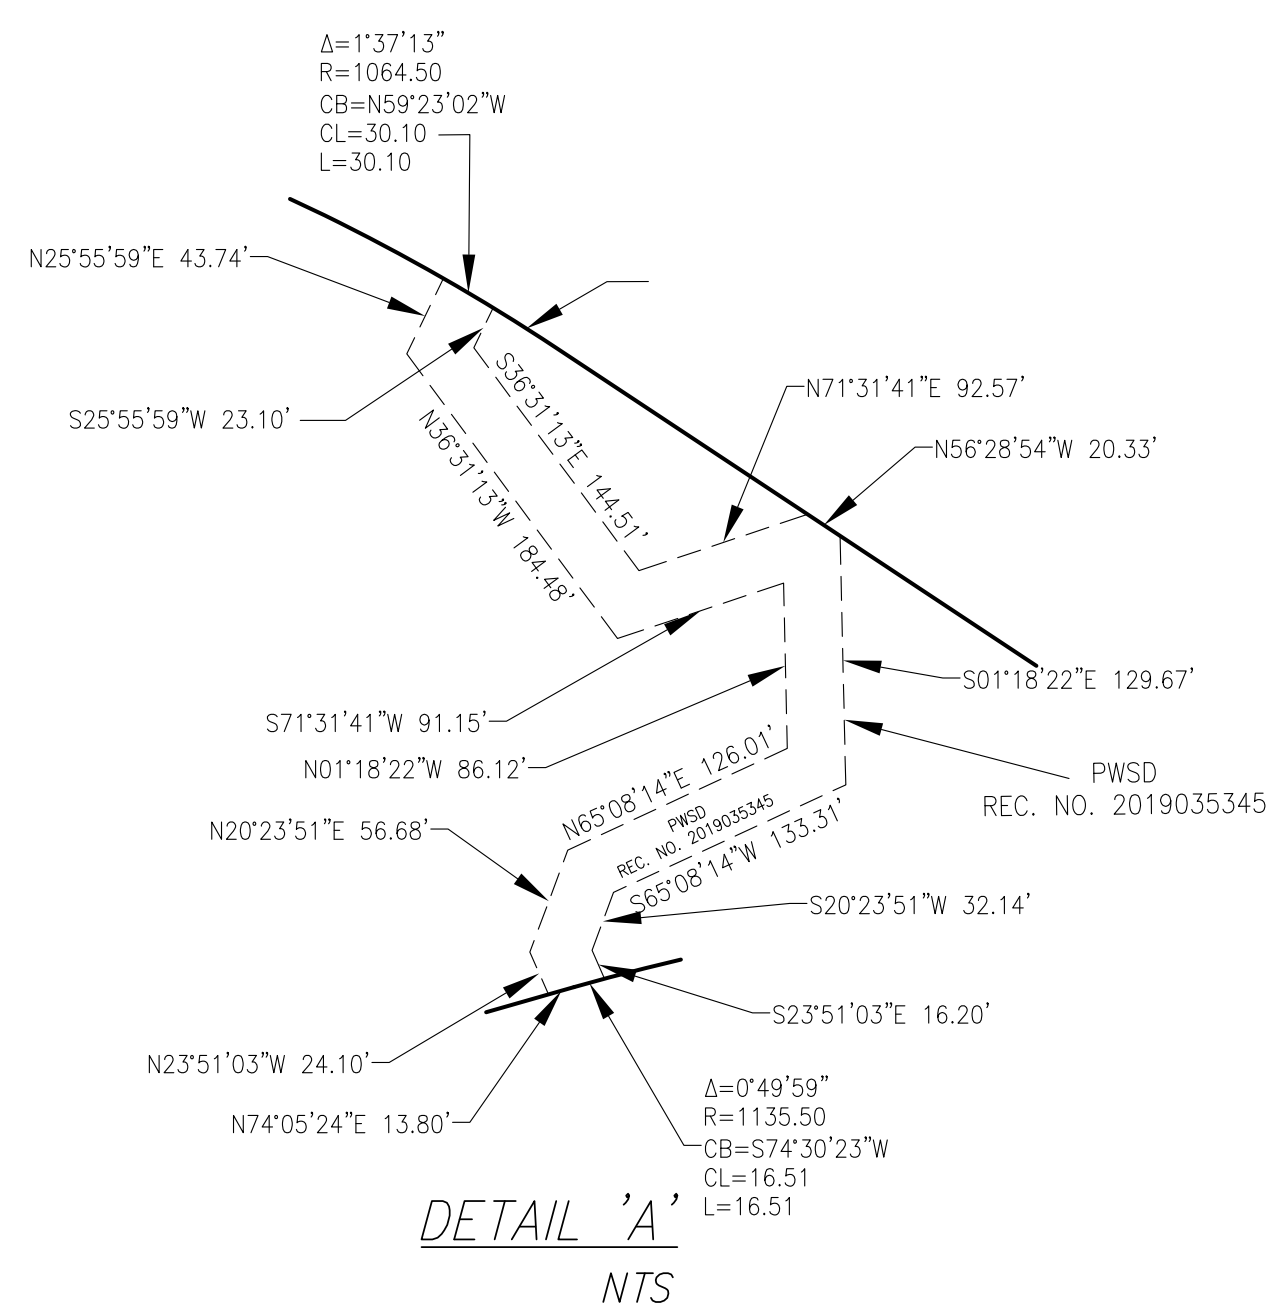 Δ=1°37'13"
R=1064.50
CB=N59°23'02"W
CL=30.10
L=30.10
N25°55'59"E 43.74'
S25°55'59"W 23.10'
S36°31'13"E 144.51'
N36°31'13"W 184.48'
N71°31'41"E 92.57'
N56°28'54"W 20.33'
S01°18'22"E 129.67'
S71°31'41"W 91.15'
N01°18'22"W 86.12'
PWSD
REC. NO. 2019035345
N65°08'14"E 126.01'
PWSD
REC. NO. 2019035345
S65°08'14"W 133.31'
N20°23'51"E 56.68'
S20°23'51"W 32.14'
S23°51'03"E 16.20'
N23°51'03"W 24.10'
N74°05'24"E 13.80'
Δ=0°49'59"
R=1135.50
CB=S74°30'23"W
CL=16.51
L=16.51
DETAIL 'A'
NTS